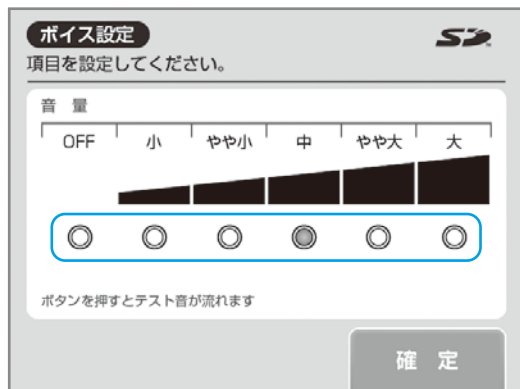 ボイス設定
SD
項目を設定してください。
音 量
OFF 小 やや小 中 やや大 大
ボタンを押すとテスト音が流れます
確 定